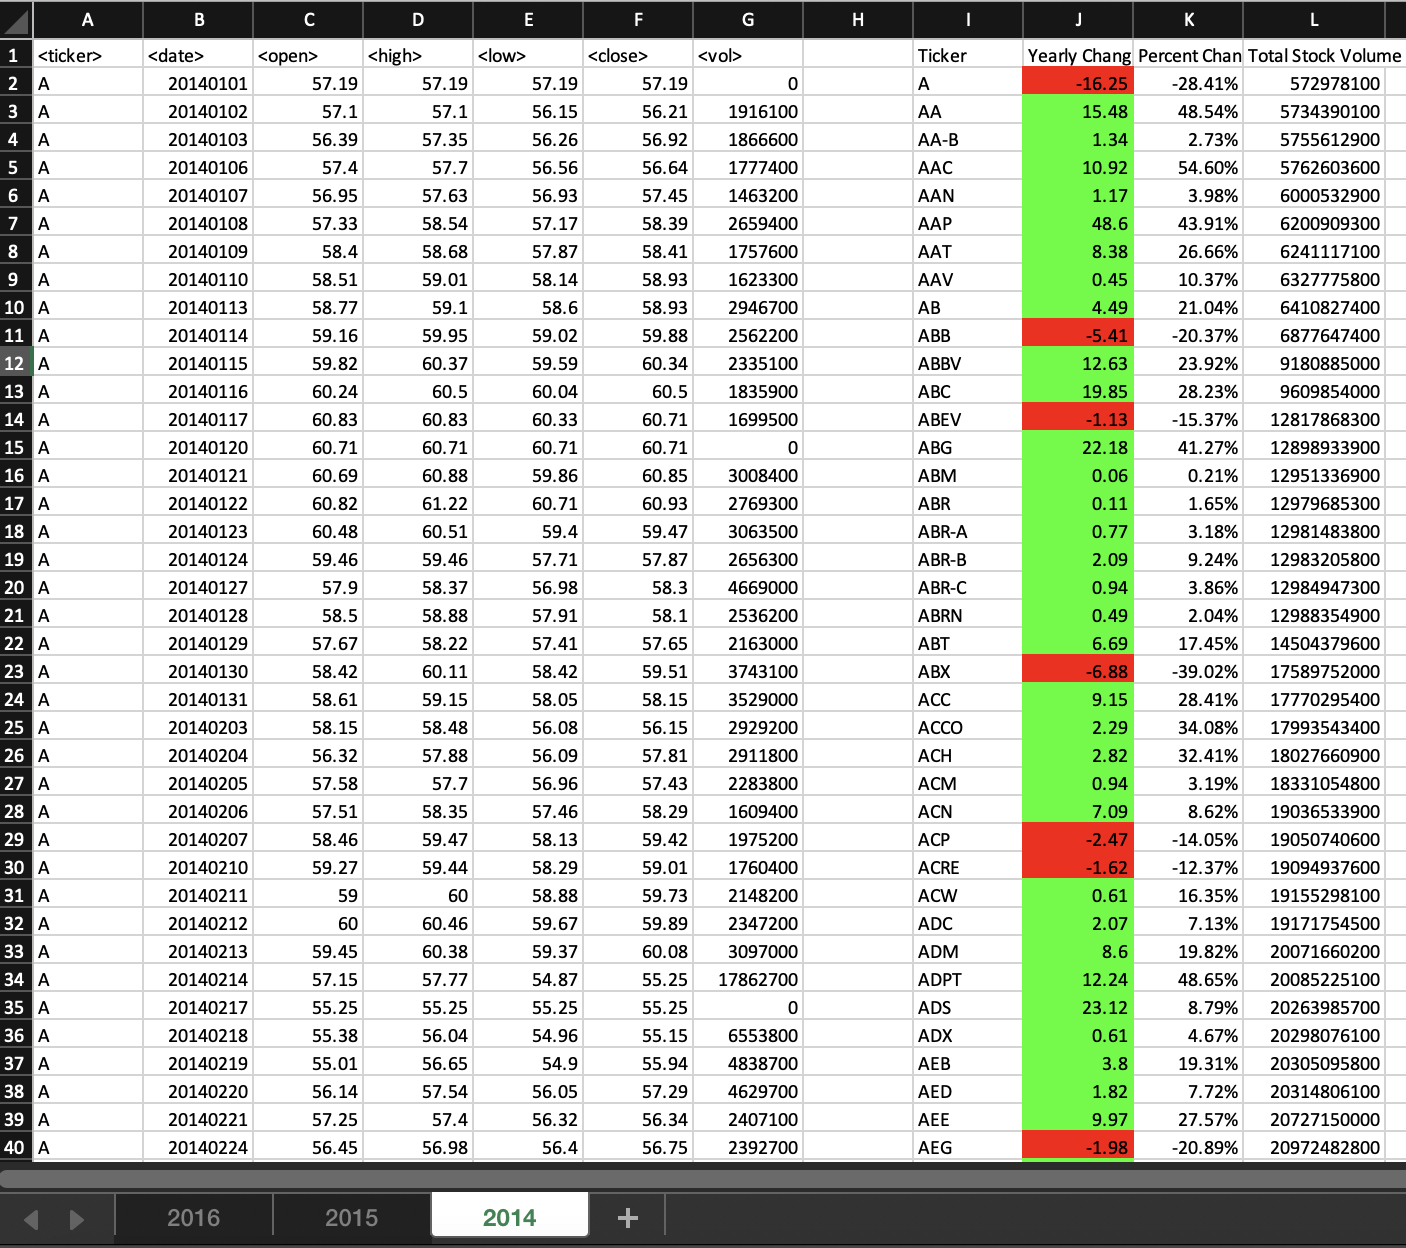 A B C D E F G H I J K L
1 <ticker> <date> <open> <high> <low> <close> <vol> Ticker Yearly Chang Percent Chan Total Stock Volume
2 A 20140101 57.19 57.19 57.19 57.19 0 A -16.25 -28.41% 572978100
3 A 20140102 57.1 57.1 56.15 56.21 1916100 AA 15.48 48.54% 5734390100
4 A 20140103 56.39 57.35 56.26 56.92 1866600 AA-B 1.34 2.73% 5755612900
5 A 20140106 57.4 57.7 56.56 56.64 1777400 AAC 10.92 54.60% 5762603600
6 A 20140107 56.95 57.63 56.93 57.45 1463200 AAN 1.17 3.98% 6000532900
7 A 20140108 57.33 58.54 57.17 58.39 2659400 AAP 48.6 43.91% 6200909300
8 A 20140109 58.4 58.68 57.87 58.41 1757600 AAT 8.38 26.66% 6241117100
9 A 20140110 58.51 59.01 58.14 58.93 1623300 AAV 0.45 10.37% 6327775800
10 A 20140113 58.77 59.1 58.6 58.93 2946700 AB 4.49 21.04% 6410827400
11 A 20140114 59.16 59.95 59.02 59.88 2562200 ABB -5.41 -20.37% 6877647400
12 A 20140115 59.82 60.37 59.59 60.34 2335100 ABBV 12.63 23.92% 9180885000
13 A 20140116 60.24 60.5 60.04 60.5 1835900 ABC 19.85 28.23% 9609854000
14 A 20140117 60.83 60.83 60.33 60.71 1699500 ABEV -1.13 -15.37% 12817868300
15 A 20140120 60.71 60.71 60.71 60.71 0 ABG 22.18 41.27% 12898933900
16 A 20140121 60.69 60.88 59.86 60.85 3008400 ABM 0.06 0.21% 12951336900
17 A 20140122 60.82 61.22 60.71 60.93 2769300 ABR 0.11 1.65% 12979685300
18 A 20140123 60.48 60.51 59.4 59.47 3063500 ABR-A 0.77 3.18% 12981483800
19 A 20140124 59.46 59.46 57.71 57.87 2656300 ABR-B 2.09 9.24% 12983205800
20 A 20140127 57.9 58.37 56.98 58.3 4669000 ABR-C 0.94 3.86% 12984947300
21 A 20140128 58.5 58.88 57.91 58.1 2536200 ABRN 0.49 2.04% 12988354900
22 A 20140129 57.67 58.22 57.41 57.65 2163000 ABT 6.69 17.45% 14504379600
23 A 20140130 58.42 60.11 58.42 59.51 3743100 ABX -6.88 -39.02% 17589752000
24 A 20140131 58.61 59.15 58.05 58.15 3529000 ACC 9.15 28.41% 17770295400
25 A 20140203 58.15 58.48 56.08 56.15 2929200 ACCO 2.29 34.08% 17993543400
26 A 20140204 56.32 57.88 56.09 57.81 2911800 ACH 2.82 32.41% 18027660900
27 A 20140205 57.58 57.7 56.96 57.43 2283800 ACM 0.94 3.19% 18331054800
28 A 20140206 57.51 58.35 57.46 58.29 1609400 ACN 7.09 8.62% 19036533900
29 A 20140207 58.46 59.47 58.13 59.42 1975200 ACP -2.47 -14.05% 19050740600
30 A 20140210 59.27 59.44 58.29 59.01 1760400 ACRE -1.62 -12.37% 19094937600
31 A 20140211 59 60 58.88 59.73 2148200 ACW 0.61 16.35% 19155298100
32 A 20140212 60 60.46 59.67 59.89 2347200 ADC 2.07 7.13% 19171754500
33 A 20140213 59.45 60.38 59.37 60.08 3097000 ADM 8.6 19.82% 20071660200
34 A 20140214 57.15 57.77 54.87 55.25 17862700 ADPT 12.24 48.65% 20085225100
35 A 20140217 55.25 55.25 55.25 55.25 0 ADS 23.12 8.79% 20263985700
36 A 20140218 55.38 56.04 54.96 55.15 6553800 ADX 0.61 4.67% 20298076100
37 A 20140219 55.01 56.65 54.9 55.94 4838700 AEB 3.8 19.31% 20305095800
38 A 20140220 56.14 57.54 56.05 57.29 4629700 AED 1.82 7.72% 20314806100
39 A 20140221 57.25 57.4 56.32 56.34 2407100 AEE 9.97 27.57% 20727150000
40 A 20140224 56.45 56.98 56.4 56.75 2392700 AEG -1.98 -20.89% 20972482800
2016 2015 2014 +